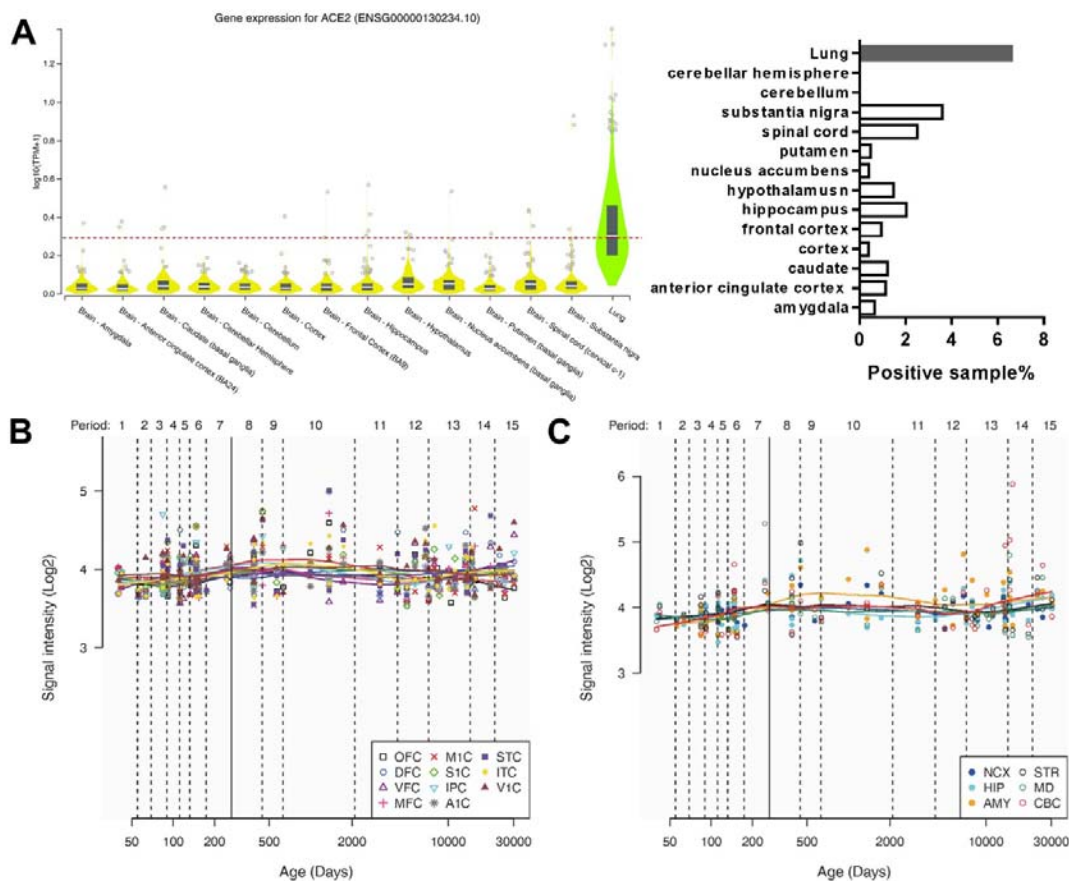 A
Gene expression for ACE2 (ENSG00000130234.10)
log10(TPM+1)
1.2
1.0
0.8
0.6
0.4
0.2
0.0
Brain - Amygdala
Brain - Anterior cingulate cortex (BA24)
Brain - Caudate (basal ganglia)
Brain - Cerebellar Hemisphere
Brain - Cerebellum
Brain - Cortex
Brain - Frontal Cortex (BA9)
Brain - Hippocampus
Brain - Hypothalamus
Brain - Nucleus accumbens (basal ganglia)
Brain - Putamen (basal ganglia)
Brain - Spinal cord (cervical c-1)
Brain - Substantia nigra
Lung
Lung
cerebellar hemisphere
cerebellum
substantia nigra
spinal cord
putamen
nucleus accumbens
hypothalamusn
hippocampus
frontal cortex
cortex
caudate
anterior cingulate cortex
amygdala
0 2 4 6 8
Positive sample%
B
Period: 1 2 3 4 5 6 7 8 9 10 11 12 13 14 15
Signal intensity (Log2)
5
4
3
OFC M1C STC
DFC S1C ITC
VFC IPC V1C
MFC A1C
50 100 200 500 2000 10000 30000
Age (Days)
C
Period: 1 2 3 4 5 6 7 8 9 10 11 12 13 14 15
Signal intensity (Log2)
6
5
4
3
NCX STR
HIP MD
AMY CBC
50 100 200 500 2000 10000 30000
Age (Days)